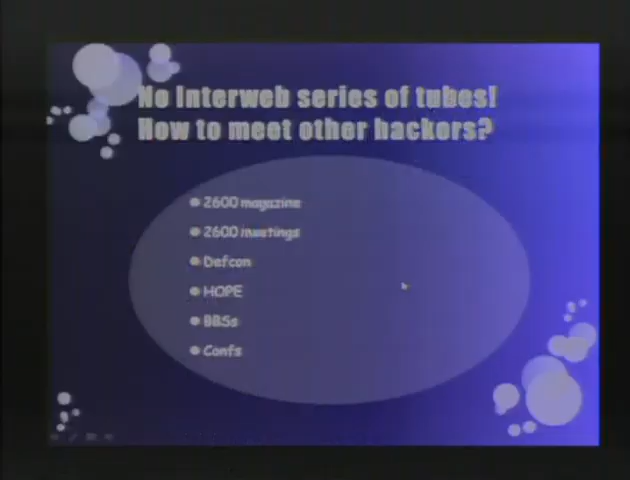 No Interweb series of tubes!
How to meet other hackers?
2600 magazine
2600 meetings
Defcon
HOPE
BBSs
Confs